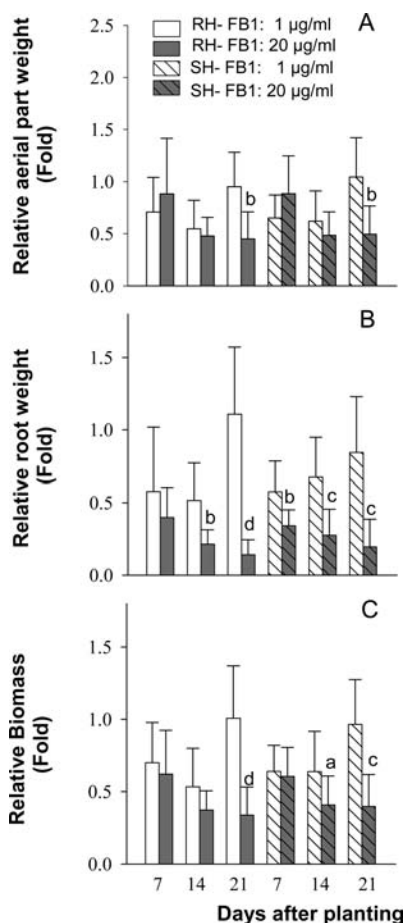 A
RH- FB1: 1 µg/ml
RH- FB1: 20 µg/ml
SH- FB1: 1 µg/ml
SH- FB1: 20 µg/ml
Relative aerial part weight
(Fold)
2.5
2.0
1.5
1.0
0.5
0.0
b
b
B
Relative root weight
(Fold)
1.5
1.0
0.5
0.0
b
d
b
c
c
C
Relative Biomass
(Fold)
1.5
1.0
0.5
0.0
d
a
c
7 14 21 7 14 21
Days after planting